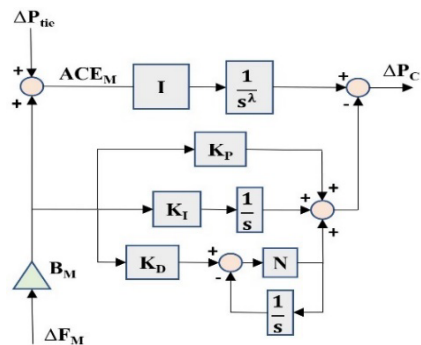 ΔP_tie
+
+
ACE_M
I
1
s^λ
+
-
ΔP_C
K_P
K_I
1
s
+
+
+
K_D
+
-
N
1
s
B_M
ΔF_M